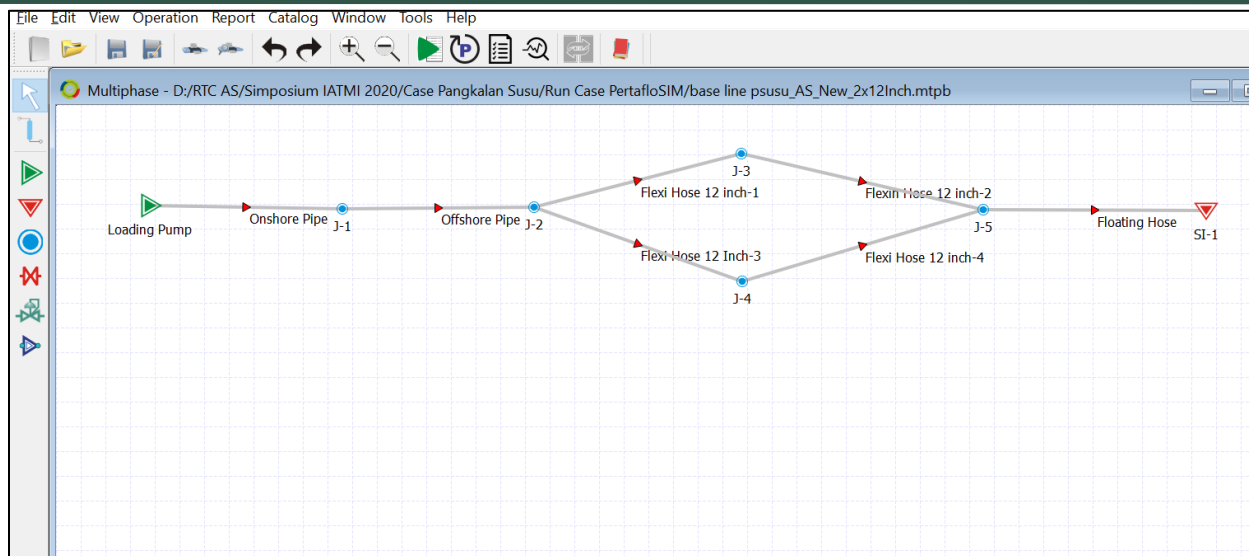 File Edit View Operation Report Catalog Window Tools Help
P
Multiphase - D:/RTC AS/Simposium IATMI 2020/Case Pangkalan Susu/Run Case PertafloSIM/base line psusu_AS_New_2x12Inch.mtpb
J-3
Flexi Hose 12 inch-1
Flexin Hose 12 inch-2
Loading Pump
Onshore Pipe
J-1
Offshore Pipe
J-2
J-5
Floating Hose
SI-1
Flexi Hose 12 Inch-3
Flexi Hose 12 inch-4
J-4